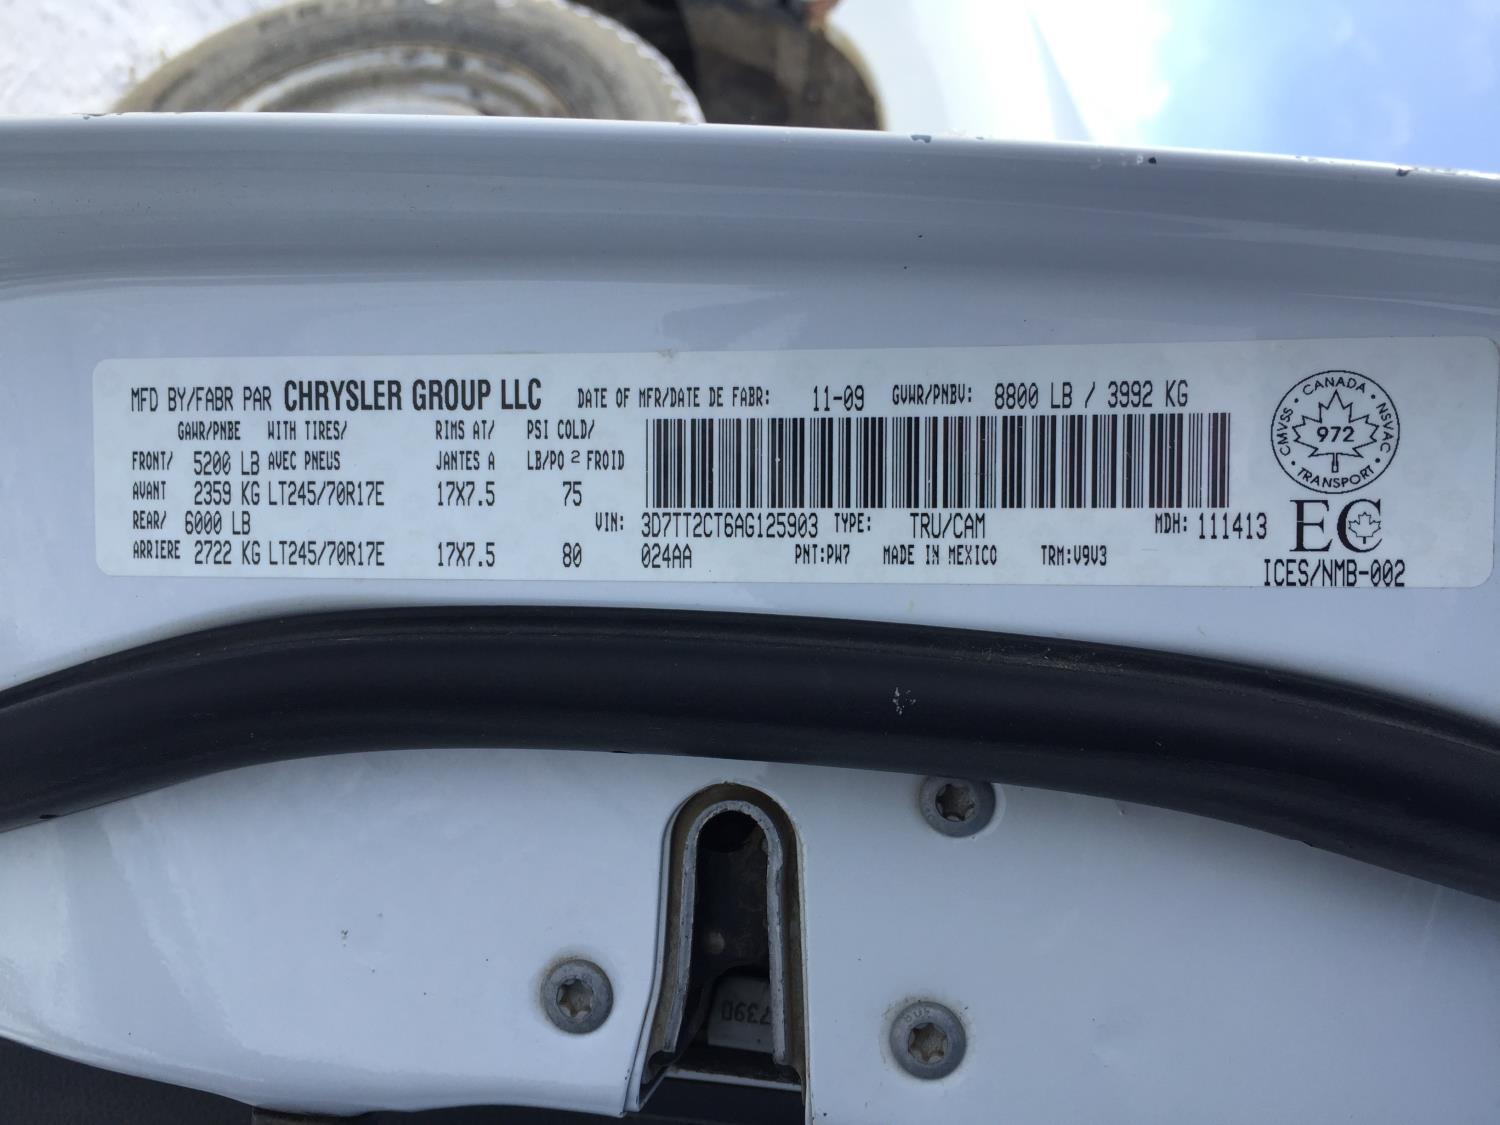 MFD BY/FABR PAR CHRYSLER GROUP LLC DATE OF MFR/DATE DE FABR: 11-09 GVWR/PNBV: 8800 LB / 3992 KG
GAWR/PNBE WITH TIRES/ RIMS AT/ PSI COLD/
FRONT/ 5200 LB AVEC PNEUS JANTES A LB/PO 2 FROID
AVANT 2359 KG LT245/70R17E 17X7.5 75
REAR/ 6000 LB VIN: 3D7TT2CT6AG125903 TYPE: TRU/CAM MDH: 111413
ARRIERE 2722 KG LT245/70R17E 17X7.5 80 024AA PNT:PW7 MADE IN MEXICO TRM:V9V3
CANADA
CMVSS • NSVAC
972
TRANSPORT
EC
ICES/NMB-002
739D